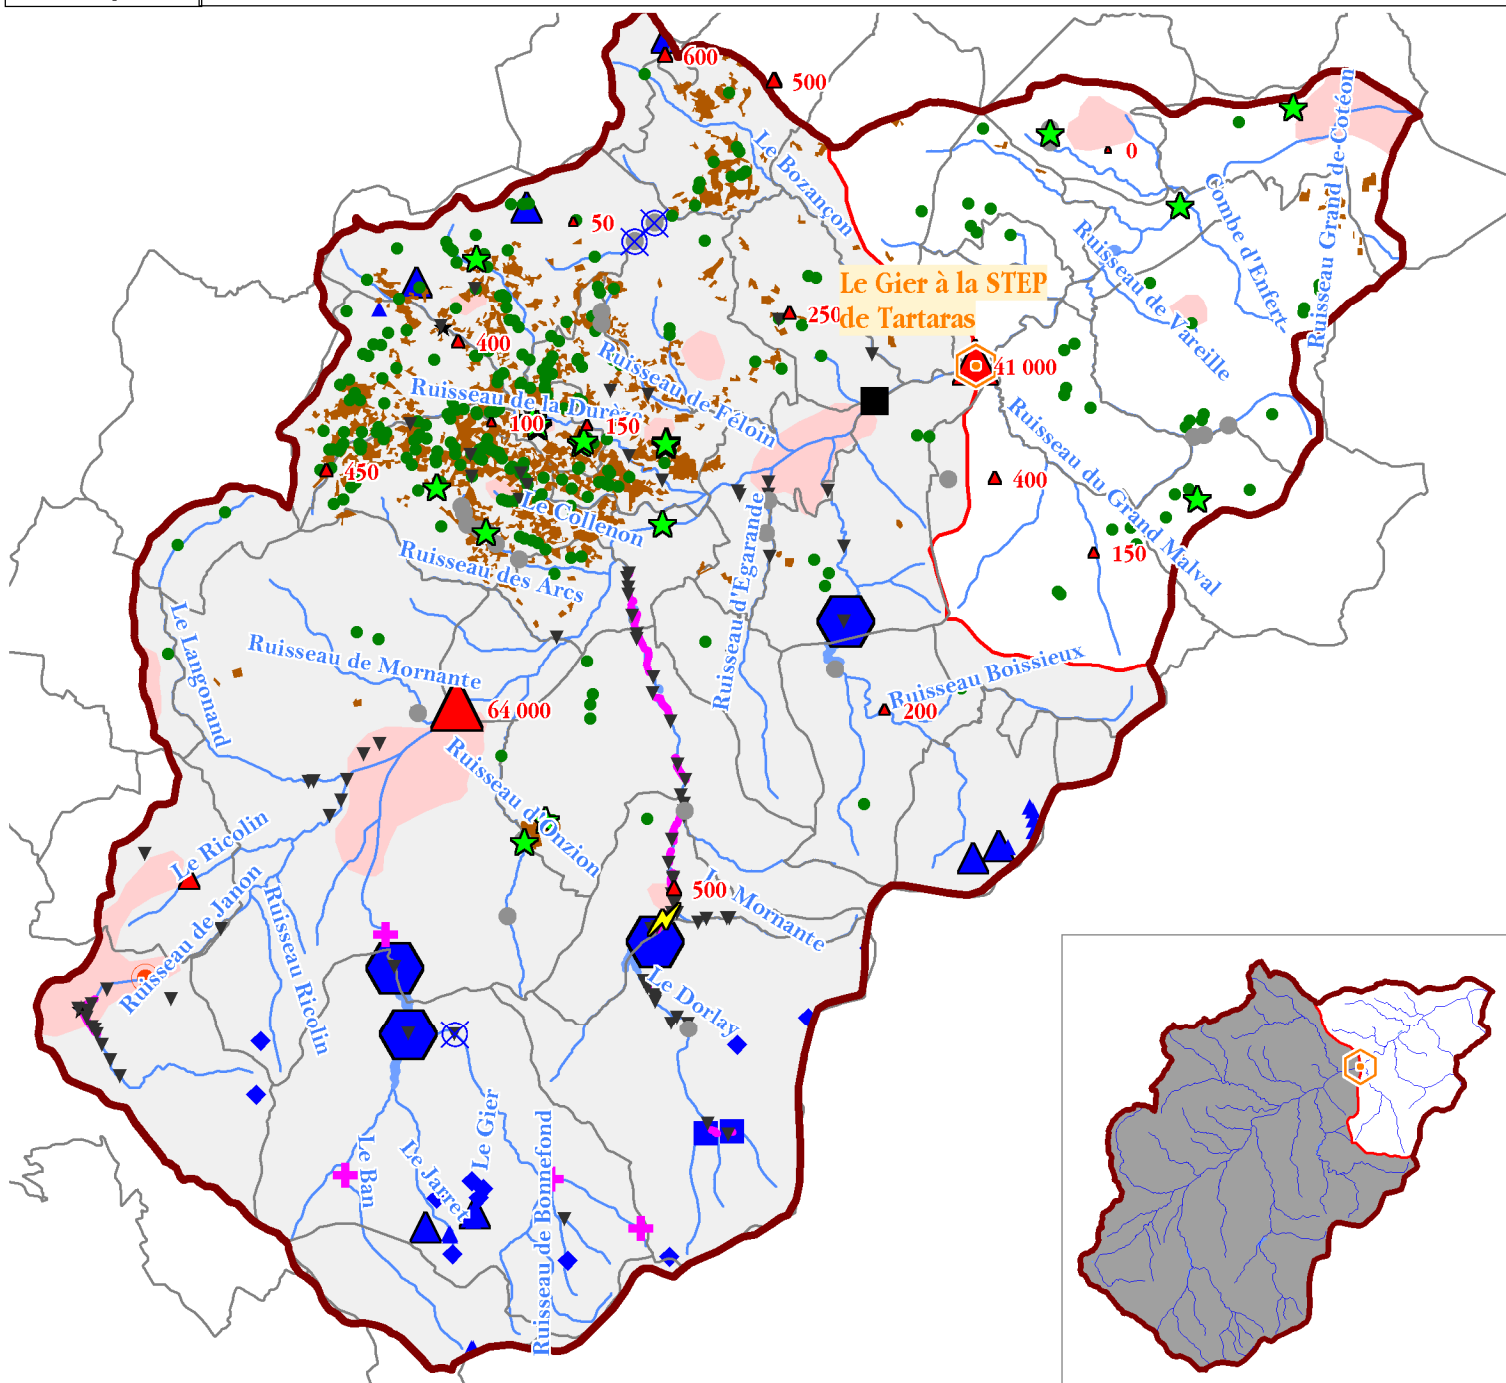 600
500
Le Bozançon
0
Ruisseau Grand de-Cotéon
Combe d'Enfert-
50
Ruisseau de Vareille
Le Gier à la STEP
de Tartaras
250
400
41 000
Ruisseau de Féloin
Ruisseau de la Durèze
100
150
450
400
Ruisseau du Grand Malval
Le Collenon
Ruisseau des Arcs
150
Ruisseau d'Egarande
Le Langonand
Ruisseau de Mornante
Ruisseau Boissieux
64 000
200
Ruisseau d'Onzion
Le Ricolin
500
Mornante
Ruisseau de Janon
Ruisseau Ricolin
Le Dorlay
Le Gier
Le Ban
Le Jarret
Ruisseau de Bonnefond